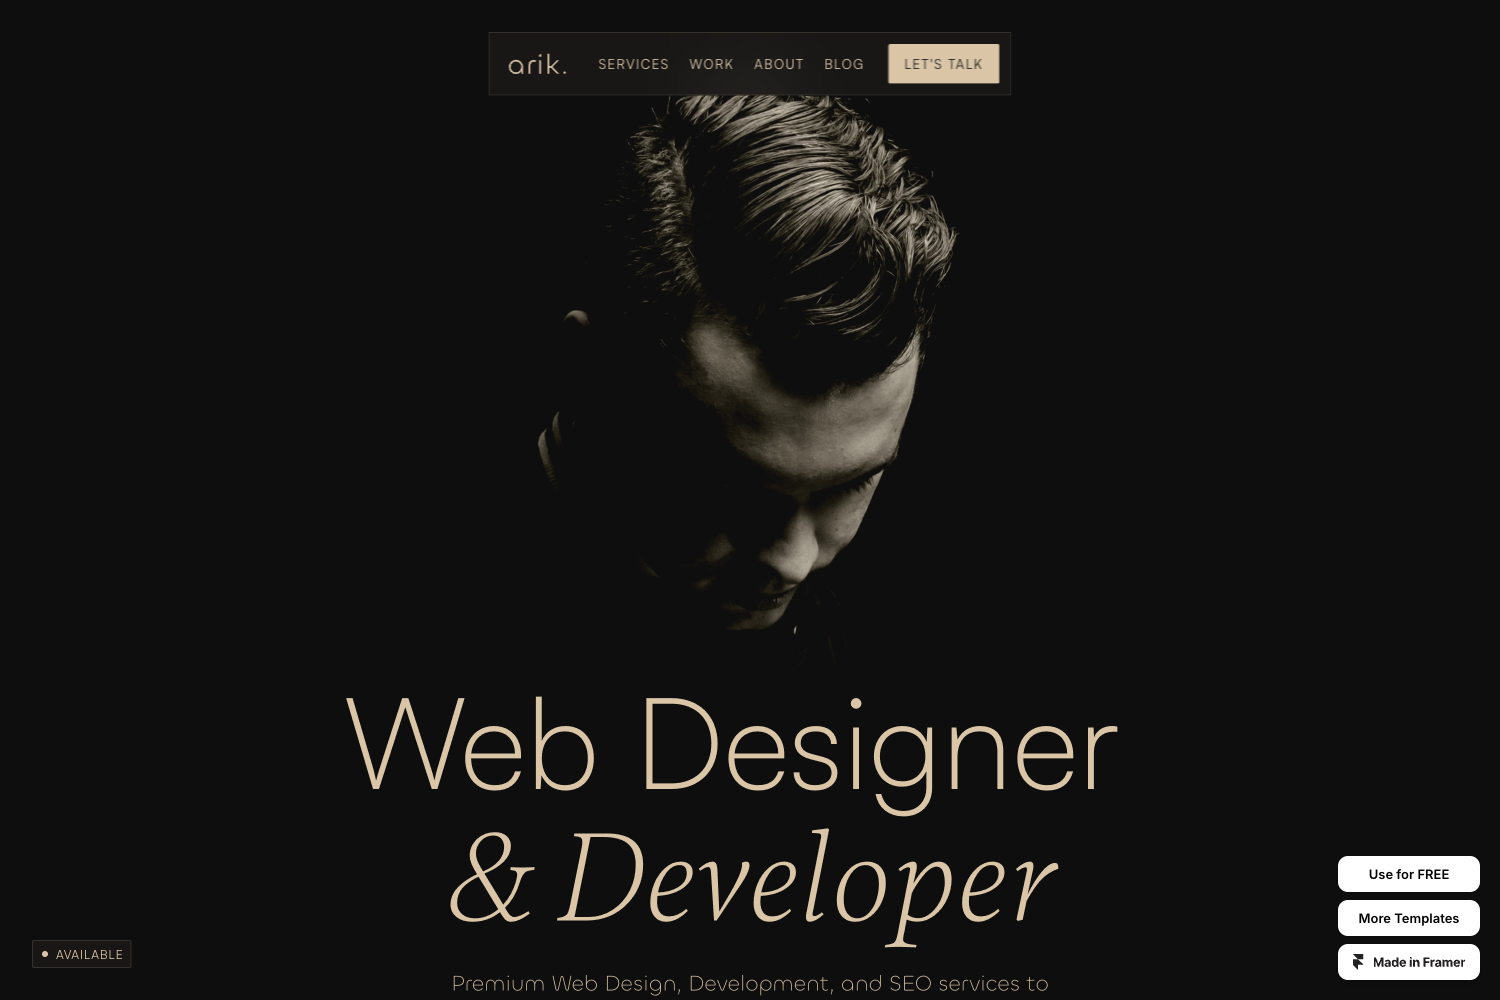 arik.
SERVICES WORK ABOUT BLOG LET'S TALK
Web Designer
& Developer
Use for FREE
More Templates
AVAILABLE
Made in Framer
Premium Web Design, Development, and SEO services to